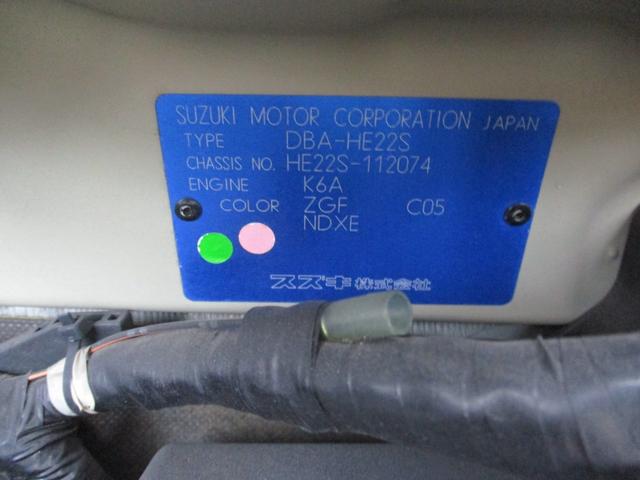 SUZUKI MOTOR CORPORATION JAPAN
TYPE DBA-HE22S
CHASSIS NO. HE22S-112074
ENGINE K6A
COLOR ZGF C05
NDXE
スズキ株式会社